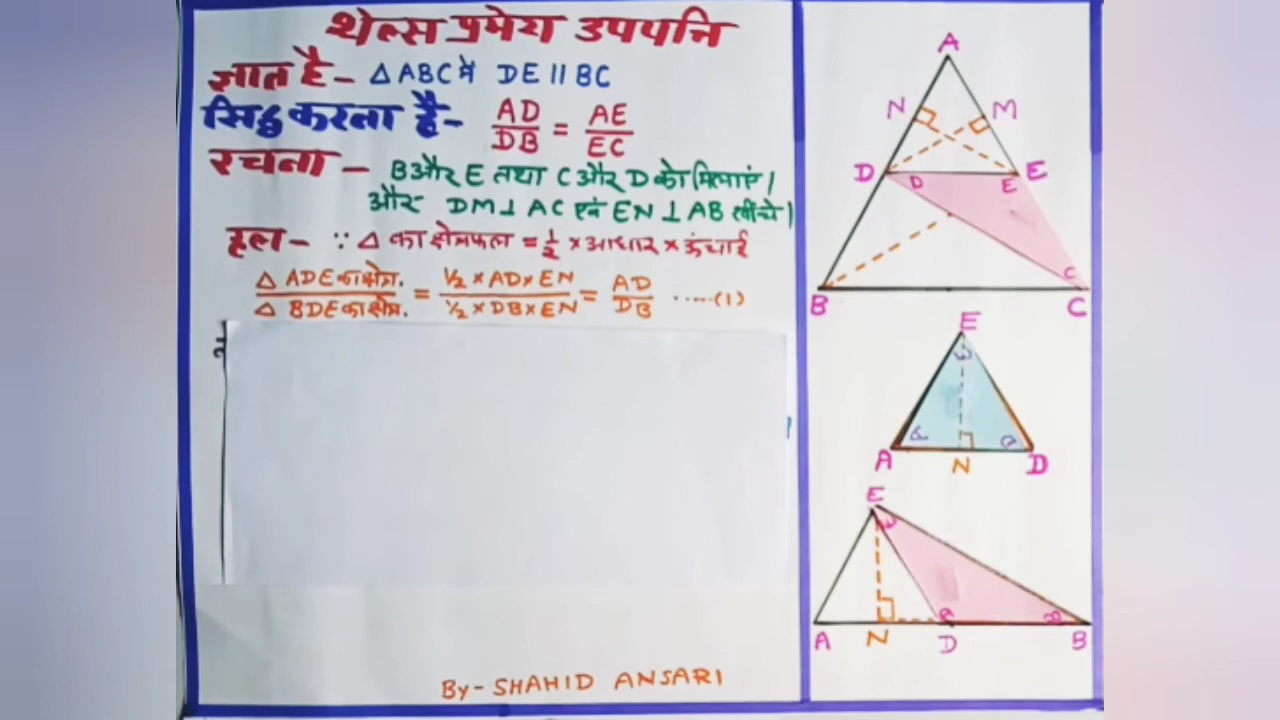 थेल्स प्रमेय उपपत्ति
ज्ञात है - △ ABC में DE || BC
सिद्ध करता है - AD/DB = AE/EC
रचना - B और E तथा C और D को मिलाएं।
और DM ⊥ AC एवं EN ⊥ AB खींचे।
हल - ∵ △ का क्षेत्रफल = ½ × आधार × ऊंचाई
△ ADE का क्षेत्र. / △ BDE का क्षेत्र. = ½ × AD × EN / ½ × DB × EN = AD/DB .....(1)
By - SHAHID ANSARI
A
N M
D D E E
C
B C
E
A N D
E
A N D B